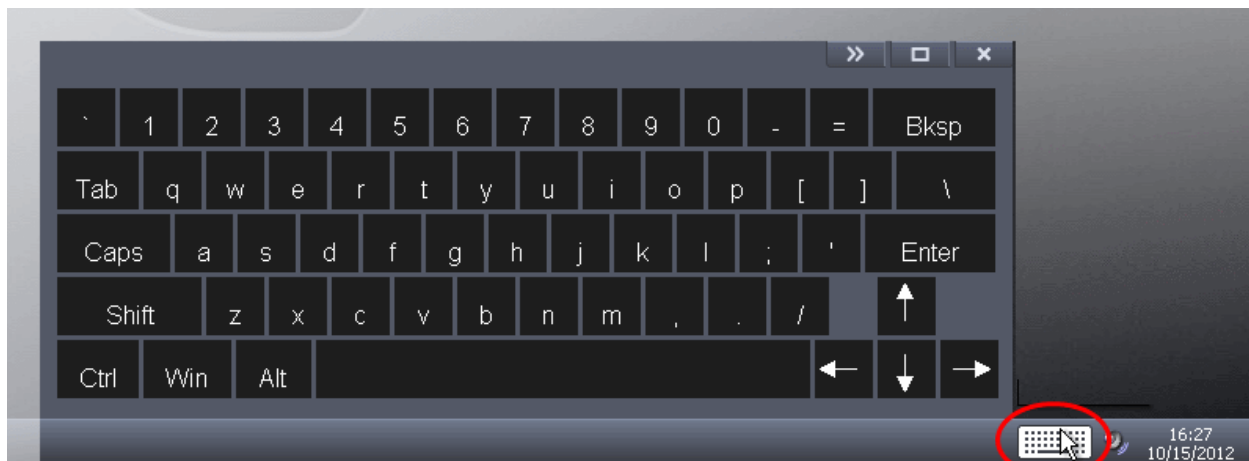 ` 1 2 3 4 5 6 7 8 9 0 - = Bksp
Tab q w e r t y u i o p [ ] \
Caps a s d f g h j k l ; ' Enter
Shift z x c v b n m , . /
Ctrl Win Alt
16:27
10/15/2012